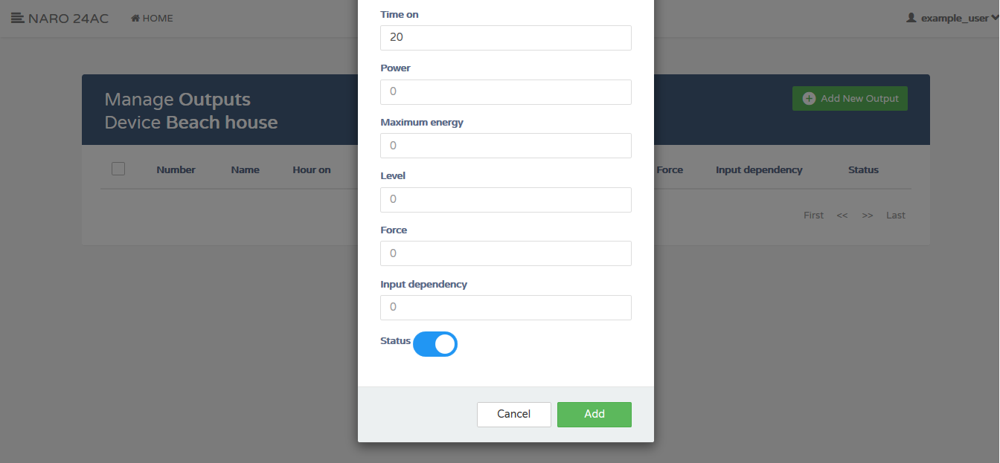 NARO 24AC
HOME
example_user
Manage Outputs
Device Beach house
Add New Output
Number
Name
Hour on
Force
Input dependency
Status
First
<<
>>
Last
Time on
20
Power
0
Maximum energy
0
Level
0
Force
0
Input dependency
0
Status
Cancel
Add